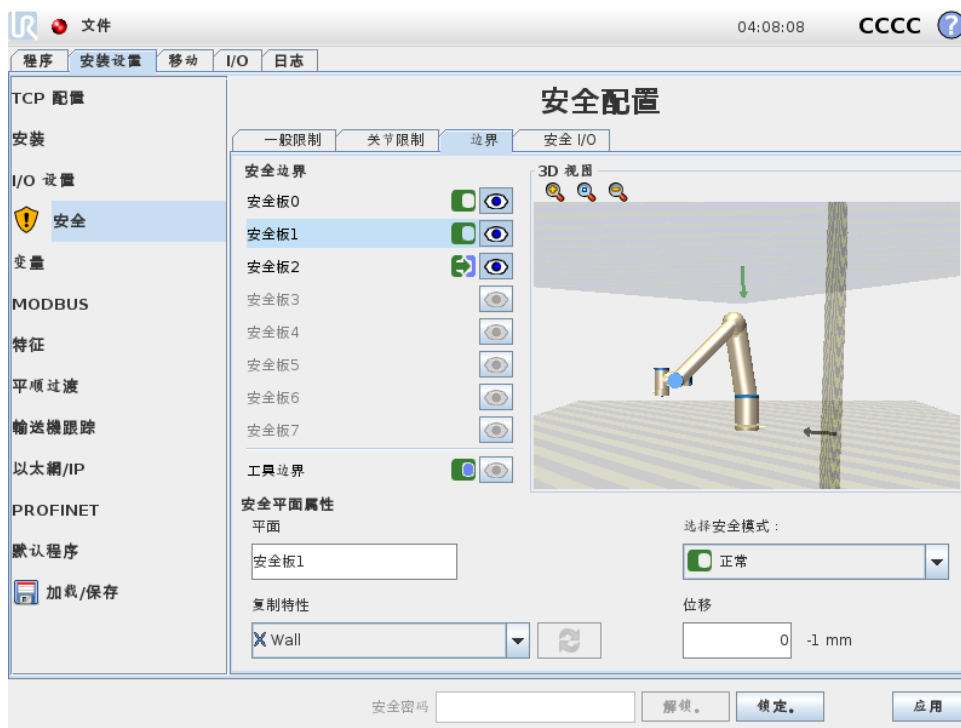 UR 文件 04:08:08 CCCC ?
程序 安装设置 移动 I/O 日志
TCP 配置
安装
I/O 设置
安全
变量
MODBUS
特征
平顺过渡
輸送機跟踪
以太網/IP
PROFINET
默认程序
加载/保存
安全配置
一般限制 关节限制 边界 安全 I/O
安全边界
安全板0
安全板1
安全板2
安全板3
安全板4
安全板5
安全板6
安全板7
工具边界
3D 视图
安全平面属性
平面
安全板1
选择安全模式：
正常
复制特性
Wall
位移
0 -1 mm
安全密码 解锁。 锁定。 应用